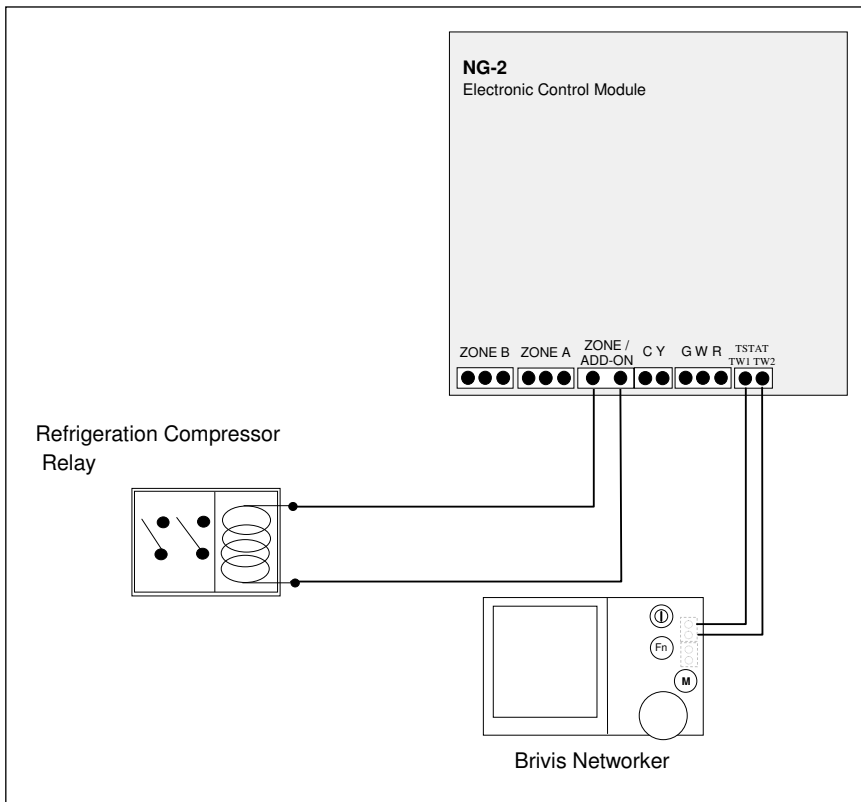 NG-2
Electronic Control Module
ZONE B
ZONE A
ZONE /
ADD-ON
C Y
G W R
TSTAT
TW1 TW2
Refrigeration Compressor
Relay
Fn
M
Brivis Networker